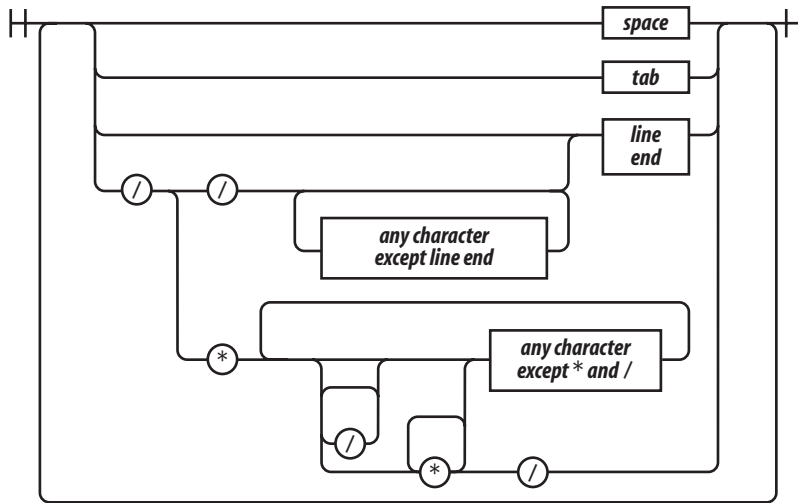 space
tab
line
end
/ /
any character
except line end
*
any character
except * and /
/
* /